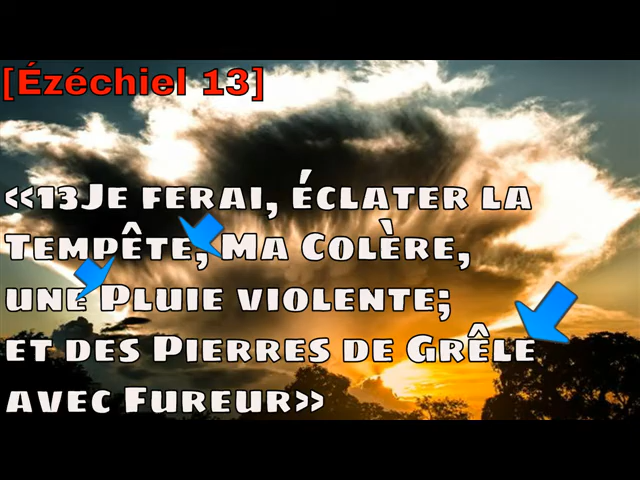 [Ézéchiel 13]
«13Je ferai, éclater la
Tempête, Ma Colère,
une Pluie violente;
et des Pierres de Grêle
avec Fureur»